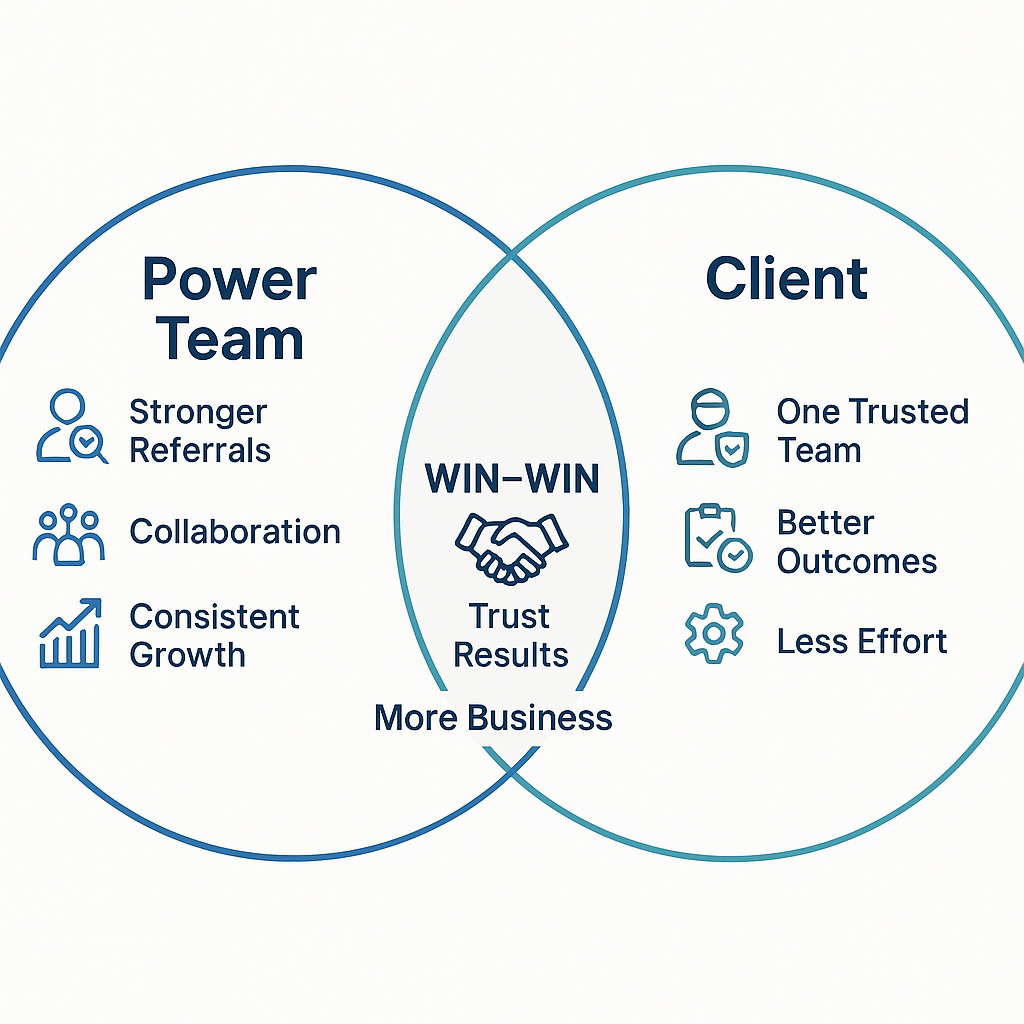 Power
Team
Stronger
Referrals
Collaboration
Consistent
Growth
WIN–WIN
Trust
Results
More Business
Client
One Trusted
Team
Better
Outcomes
Less Effort